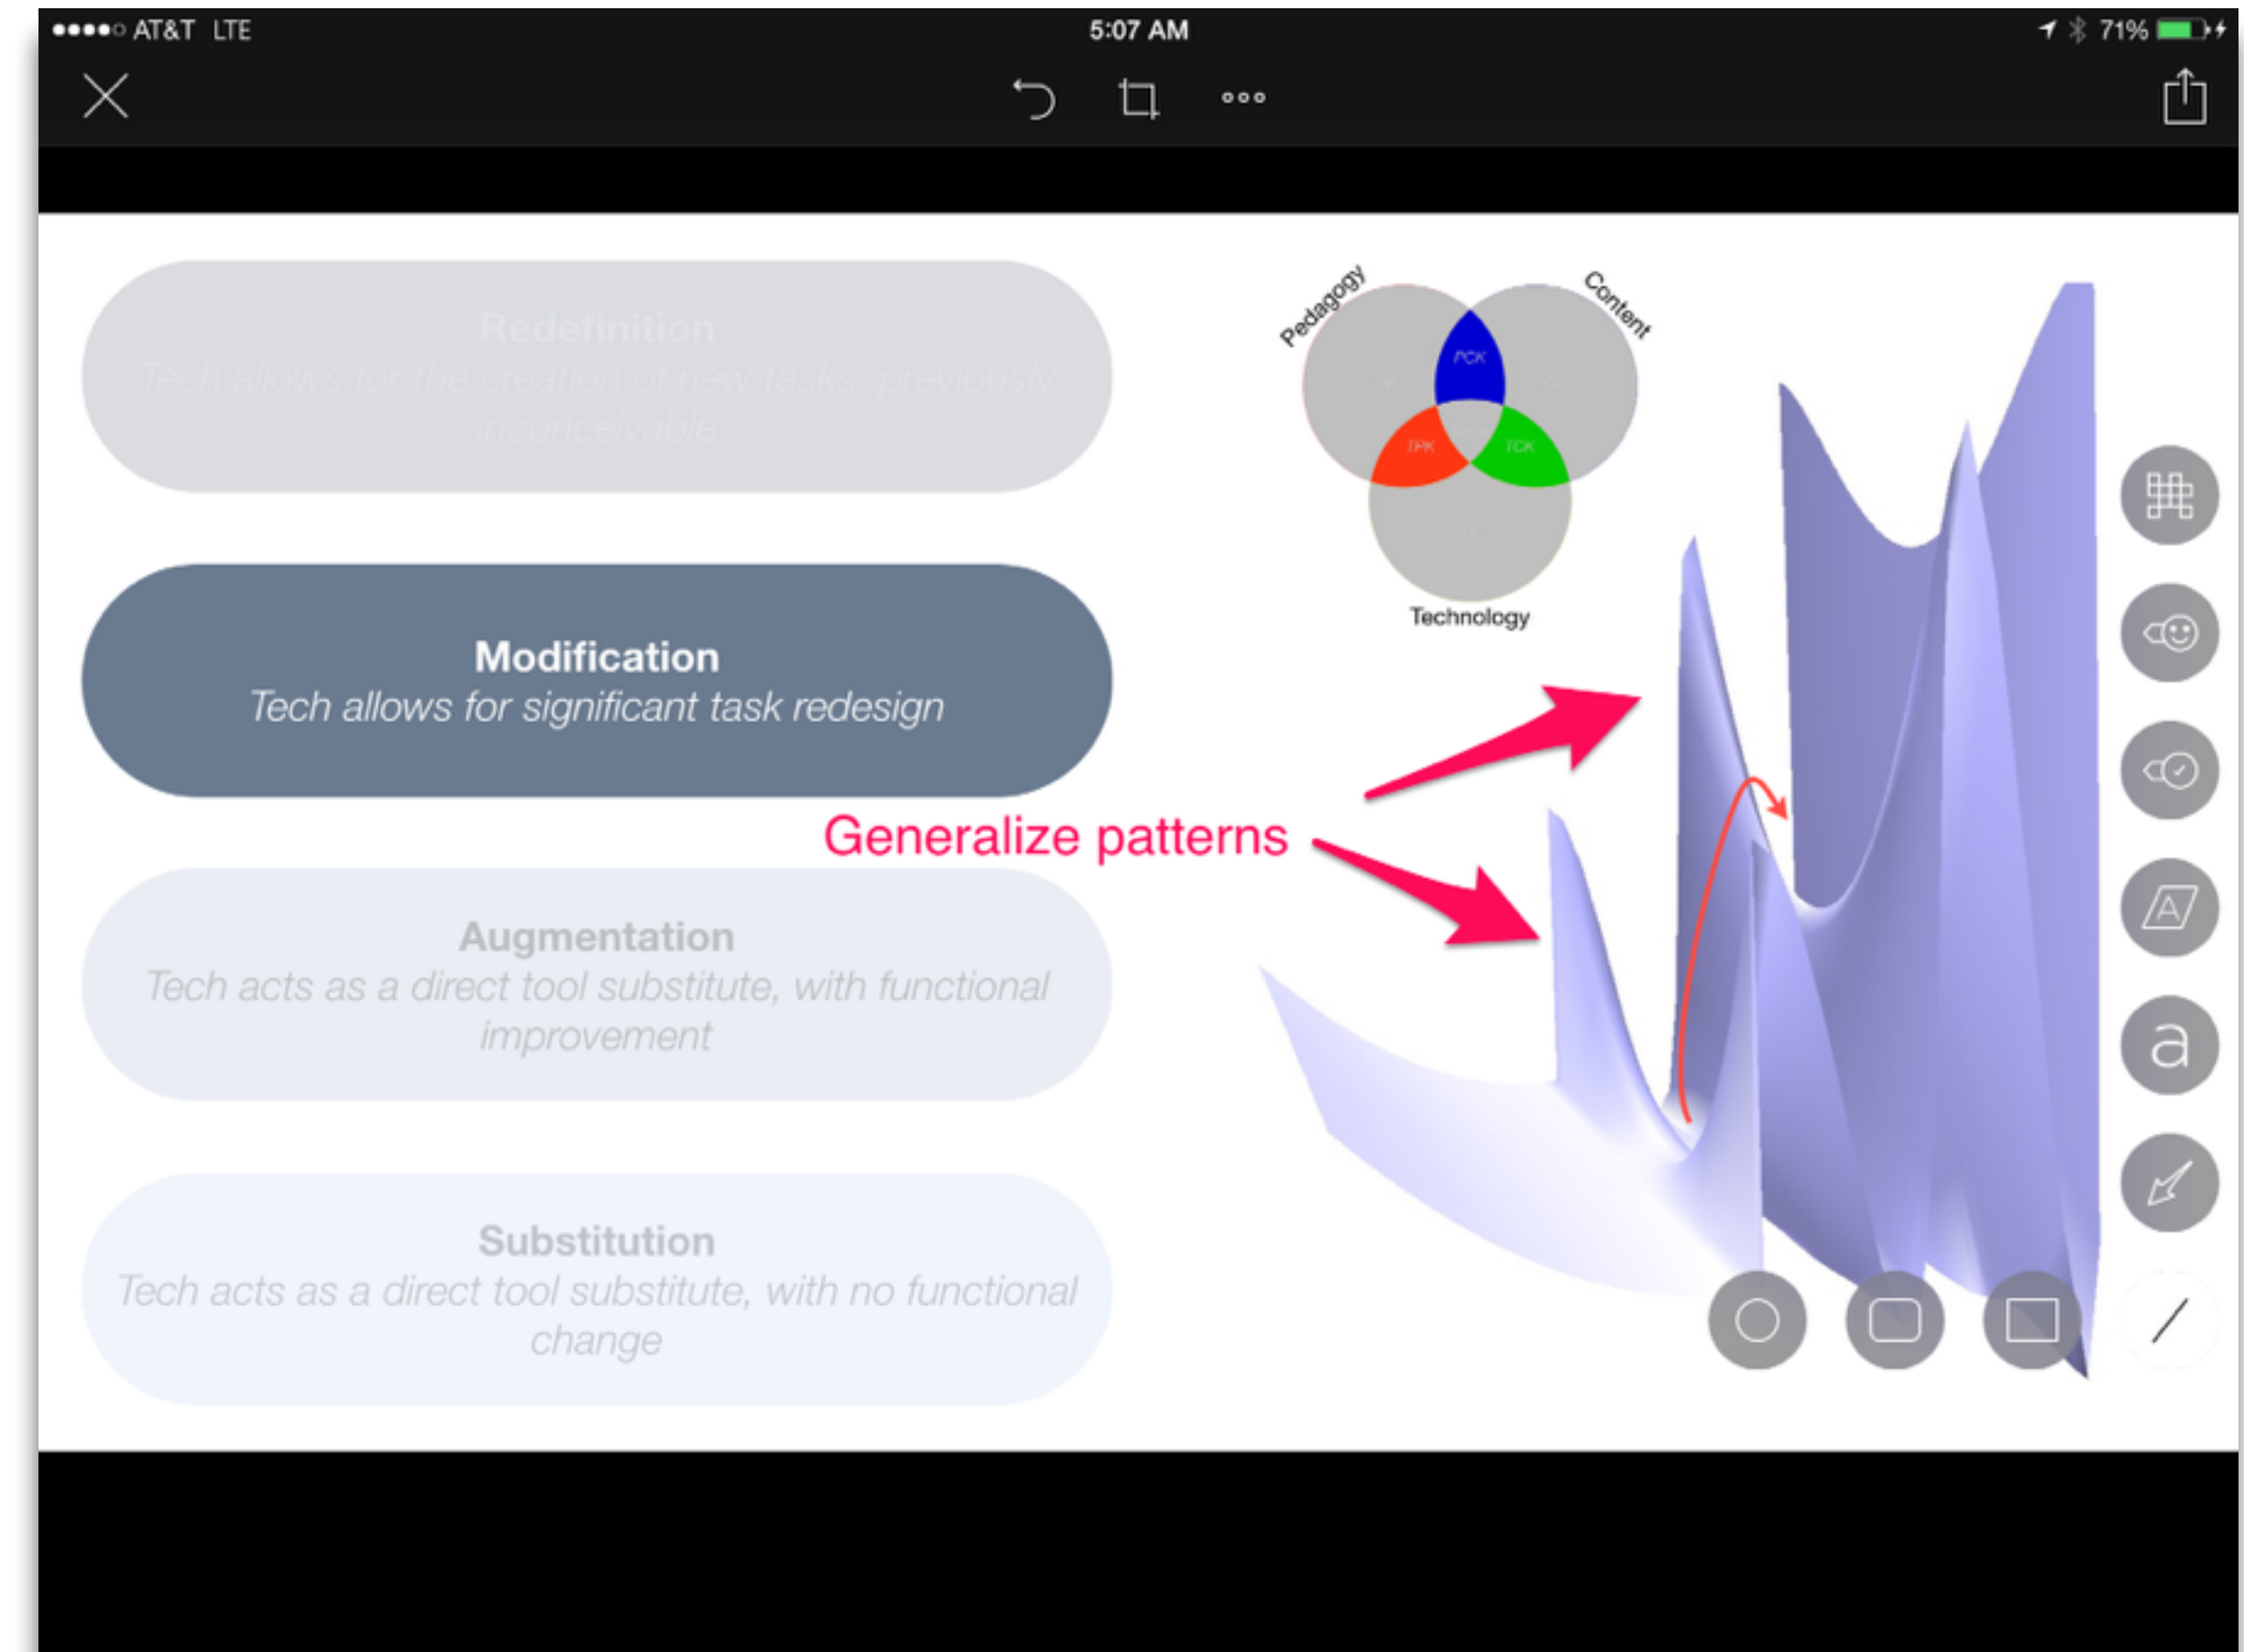 AT&T LTE
5:07 AM
71%
Redefinition
Tech allows for the creation of new tasks, previously
inconceivable
Pedagogy
Content
PCK
TPK
TCK
Technology
Modification
Tech allows for significant task redesign
Generalize patterns
Augmentation
Tech acts as a direct tool substitute, with functional
improvement
Substitution
Tech acts as a direct tool substitute, with no functional
change
A
a